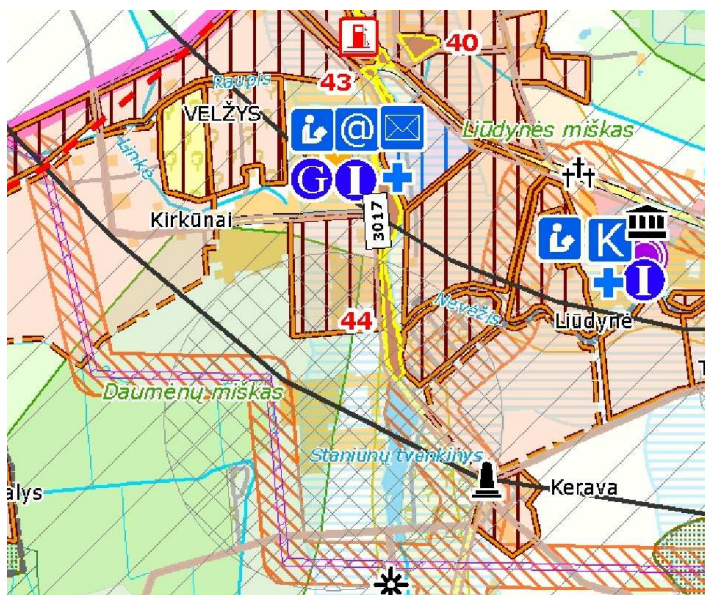 40
43
Raupis
VELŽYS
Liūdynės miškas
Linkė
@
G
I
Kirkūnai
3017
K
I
44
Nevėžis
Liūdynė
Daumėnų miškas
Staniūnų tvenkinys
Kerava
alys
T